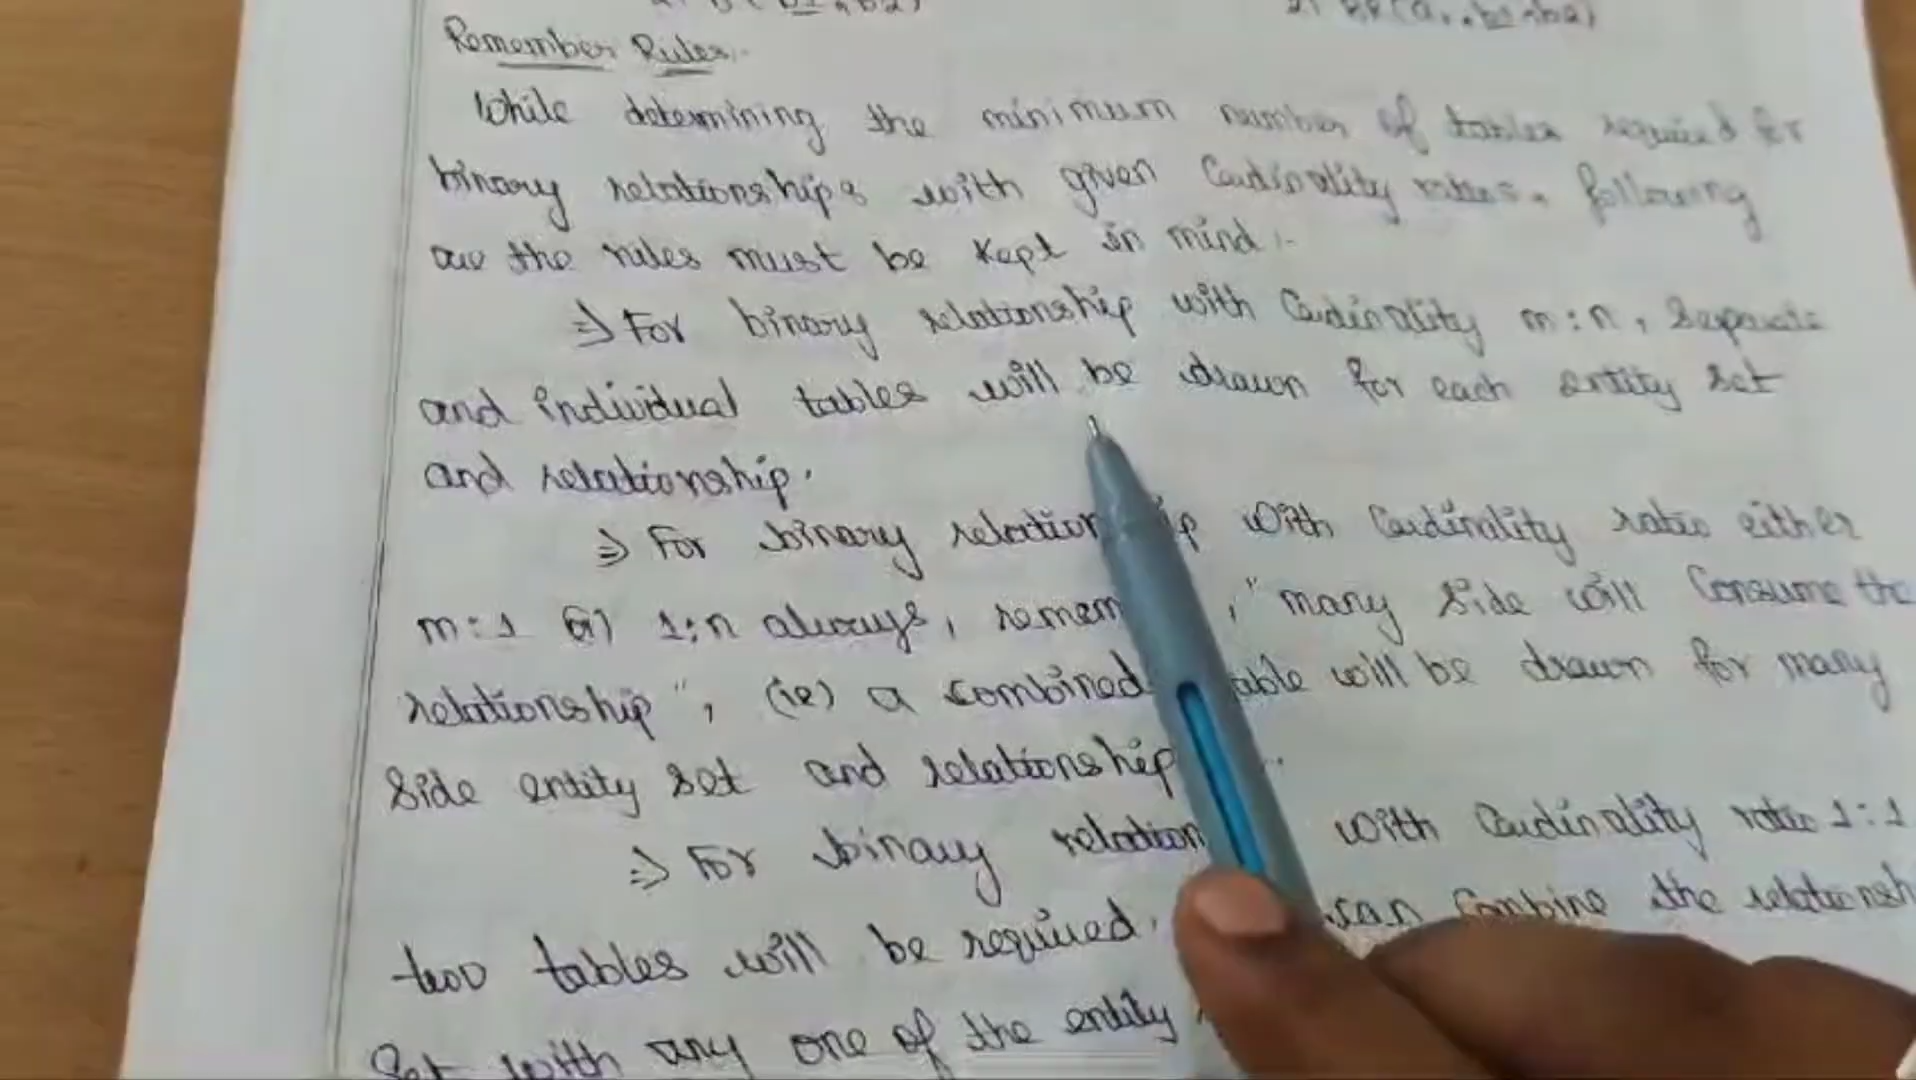 Remember Rules:-
While determining the minimum number of tables required for
binary relationships with given Cardinality ratios, following
are the rules must be kept in mind:-
=> For binary relationship with Cardinality m:n, separate
and individual tables will be drawn for each entity set
and relationship.
=> For binary relation ip with Cardinality ratio either
m:1 (or) 1:n always, remem , "many side will Consume the
relationship", (ie) a combined able will be drawn for many
side entity set and relationship
=> For binary relation with Cardinality ratio 1:1
two tables will be required. can combine the relationsh
set with any one of the entity